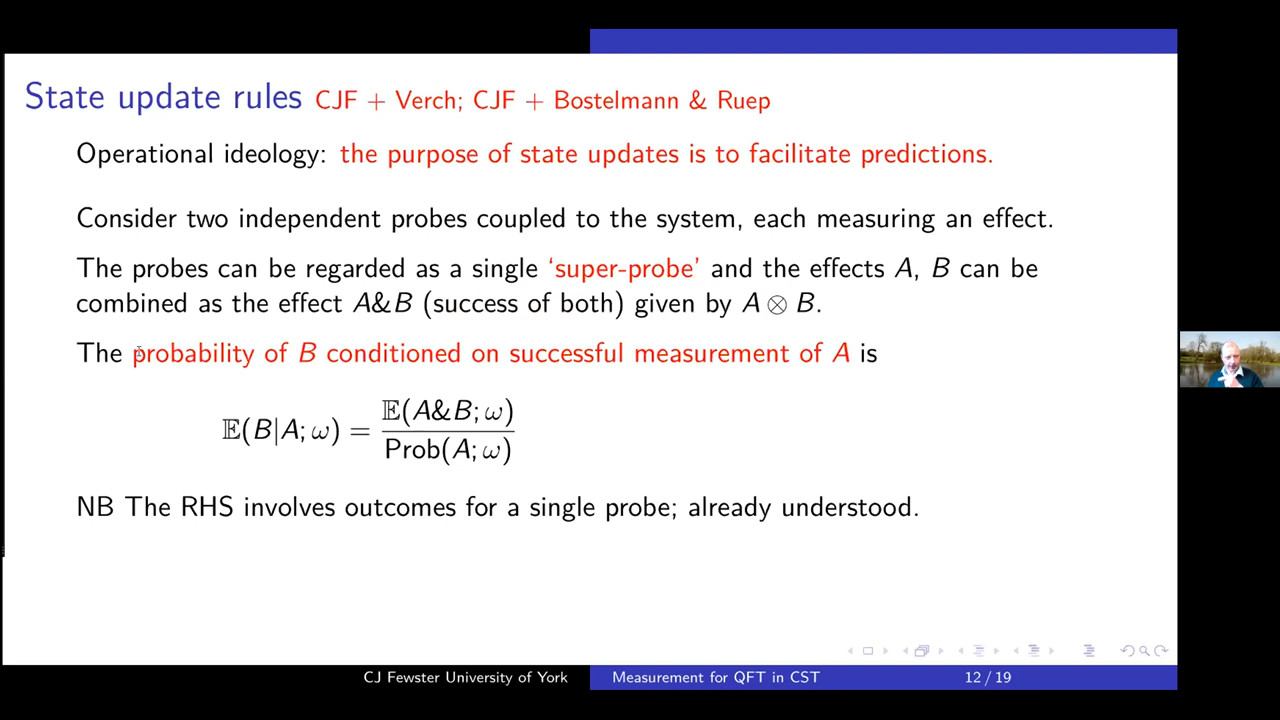 State update rules CJF + Verch; CJF + Bostelmann & Ruep
Operational ideology: the purpose of state updates is to facilitate predictions.
Consider two independent probes coupled to the system, each measuring an effect.
The probes can be regarded as a single ‘super-probe’ and the effects A, B can be
combined as the effect A&B (success of both) given by A ⊗ B.
The probability of B conditioned on successful measurement of A is
𝔼(B|A; ω) = 𝔼(A&B; ω) / Prob(A; ω)
NB The RHS involves outcomes for a single probe; already understood.
CJ Fewster University of York
Measurement for QFT in CST
12 / 19